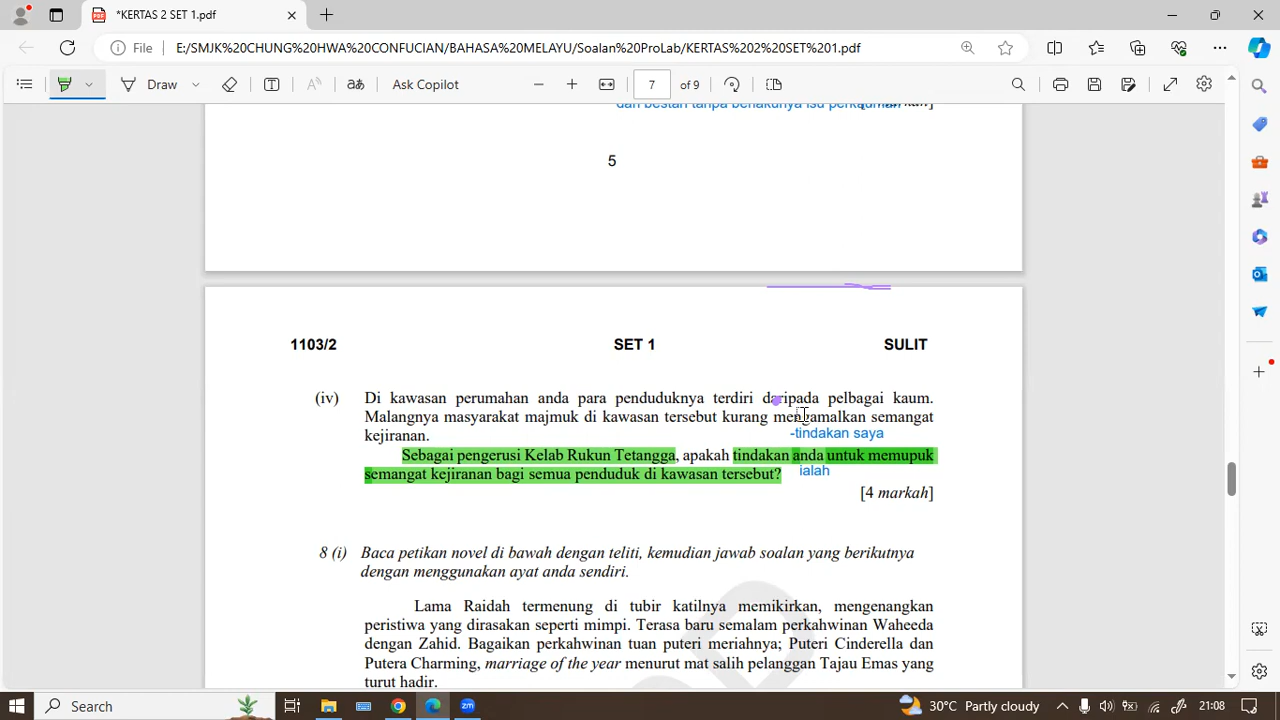 *KERTAS 2 SET 1.pdf
File
E:/SMJK%20CHUNG%20HWA%20CONFUCIAN/BAHASA%20MELAYU/Soalan%20ProLab/KERTAS%202%20SET%201.pdf
Draw
aあ
Ask Copilot
7
of 9
5
1103/2
SET 1
SULIT
(iv) Di kawasan perumahan anda para penduduknya terdiri daripada pelbagai kaum.
Malangnya masyarakat majmuk di kawasan tersebut kurang mengamalkan semangat
kejiranan.
-tindakan saya
Sebagai pengerusi Kelab Rukun Tetangga, apakah tindakan anda untuk memupuk
semangat kejiranan bagi semua penduduk di kawasan tersebut?
ialah
[4 markah]
8 (i) Baca petikan novel di bawah dengan teliti, kemudian jawab soalan yang berikutnya
dengan menggunakan ayat anda sendiri.
Lama Raidah termenung di tubir katilnya memikirkan, mengenangkan
peristiwa yang dirasakan seperti mimpi. Terasa baru semalam perkahwinan Waheeda
dengan Zahid. Bagaikan perkahwinan tuan puteri meriahnya; Puteri Cinderella dan
Putera Charming, marriage of the year menurut mat salih pelanggan Tajau Emas yang
turut hadir.
Search
30°C Partly cloudy
21:08